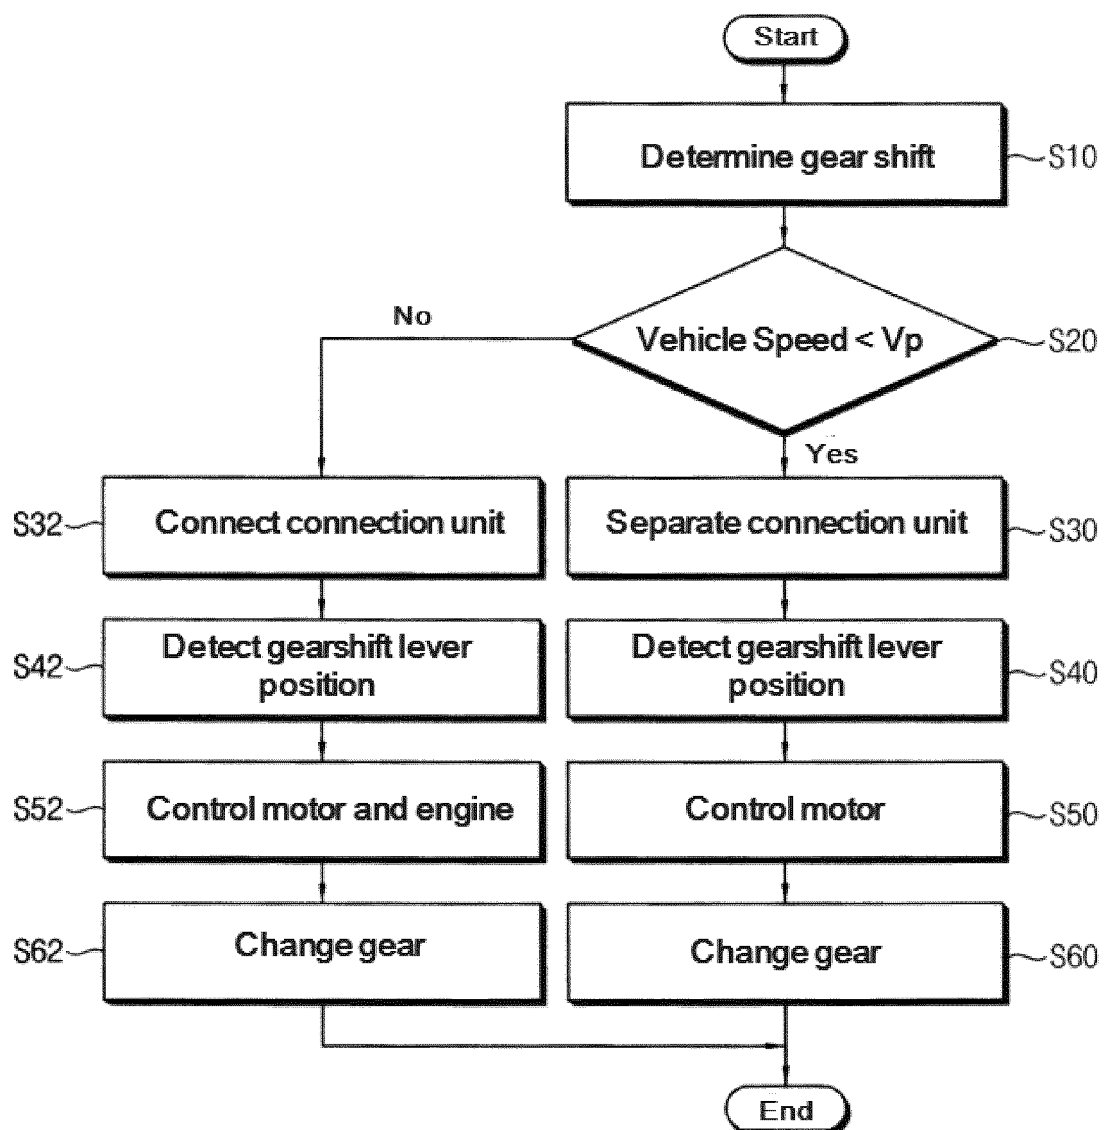 Start
Determine gear shift
S10
No
Vehicle Speed < Vp
S20
Yes
S32
Connect connection unit
Separate connection unit
S30
S42
Detect gearshift lever
position
Detect gearshift lever
position
S40
S52
Control motor and engine
Control motor
S50
S62
Change gear
Change gear
S60
End